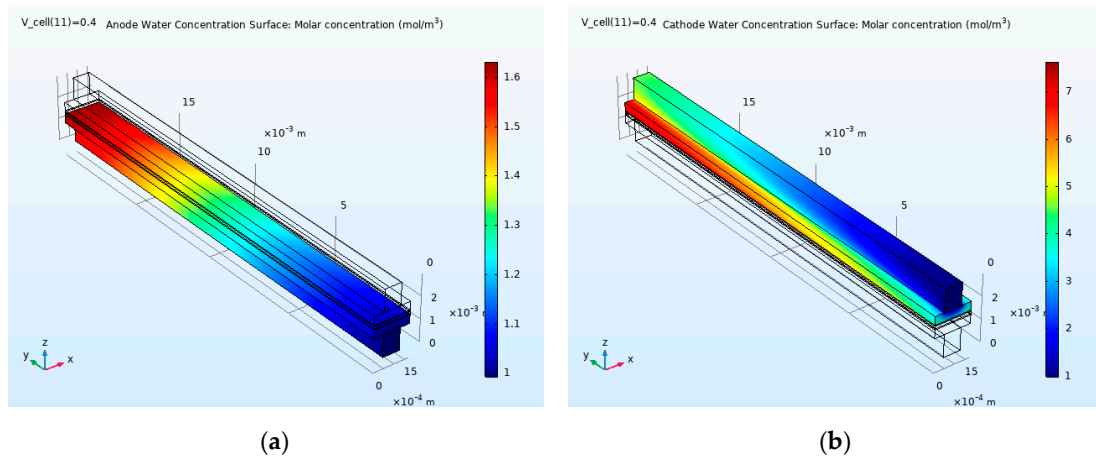 V_cell(11)=0.4 Anode Water Concentration Surface: Molar concentration (mol/m³)
15
×10⁻³ m
10
5
0
2
1
×10⁻³ m
0
15
0
×10⁻⁴ m
y
z
x
1.6
1.5
1.4
1.3
1.2
1.1
1
(a)
V_cell(11)=0.4 Cathode Water Concentration Surface: Molar concentration (mol/m³)
15
×10⁻³ m
10
5
0
2
1
×10⁻³ m
0
15
0
×10⁻⁴ m
y
z
x
7
6
5
4
3
2
1
(b)